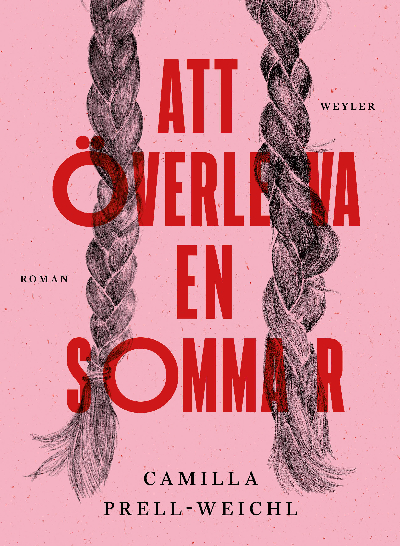 ATT
WEYLER
ÖVERLEVA
ROMAN
EN
SOMMAR
CAMILLA
PRELL-WEICHL